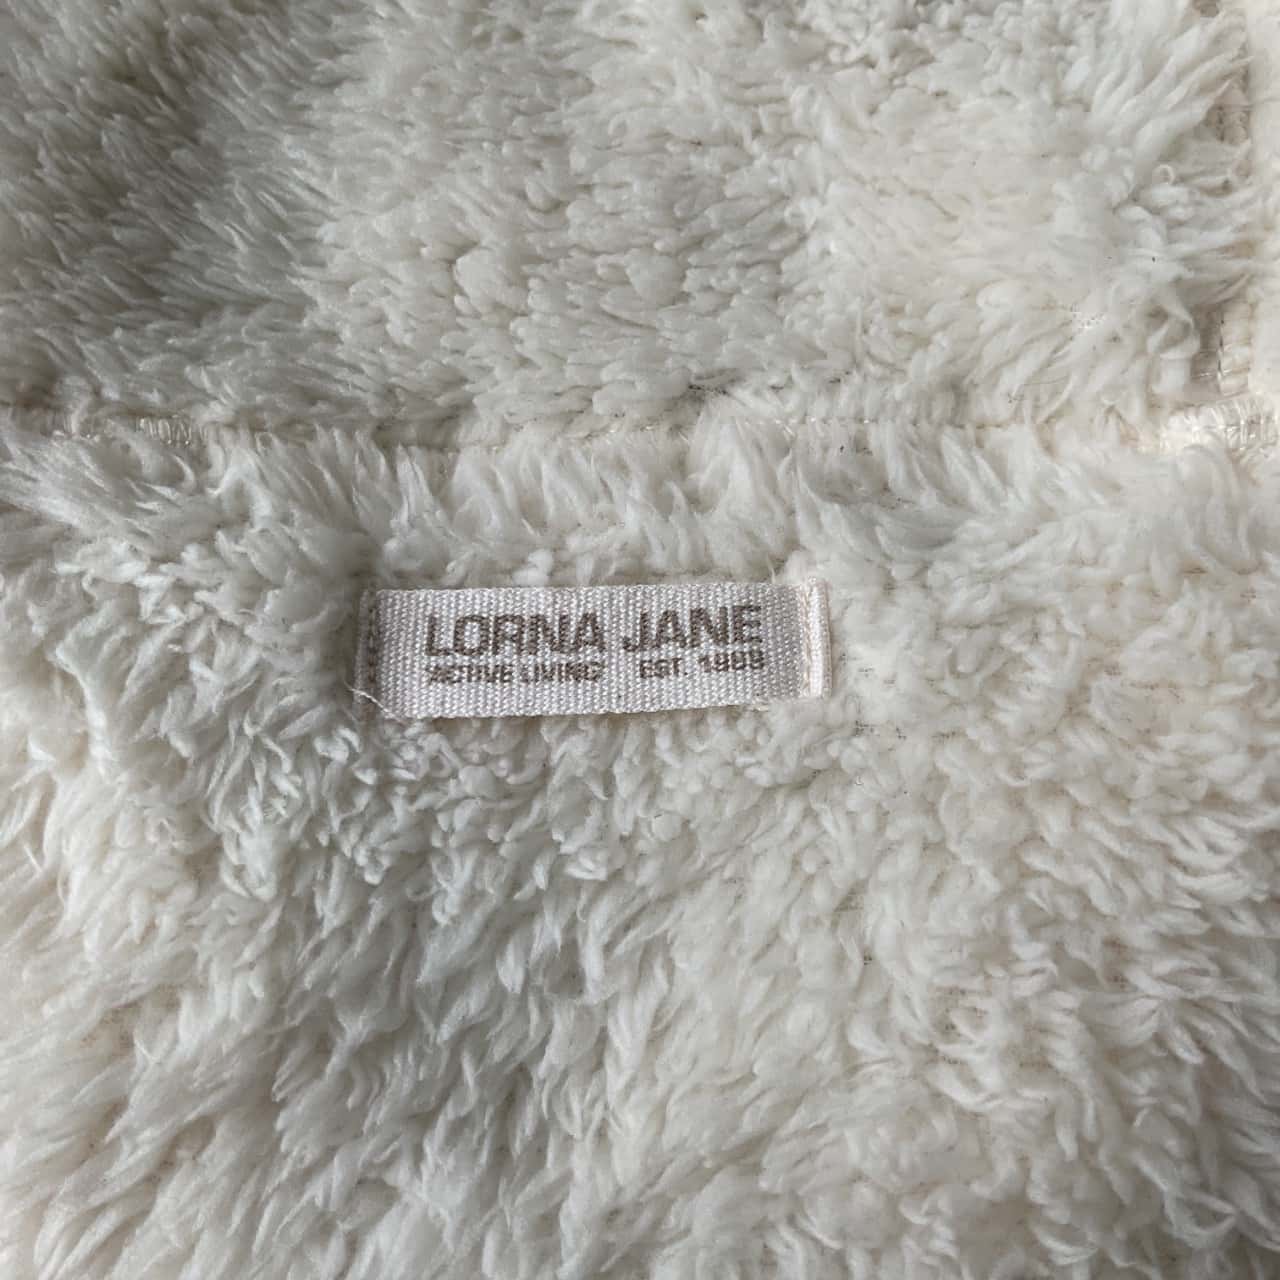 LORNA JANE
ACTIVE LIVING EST. 1989